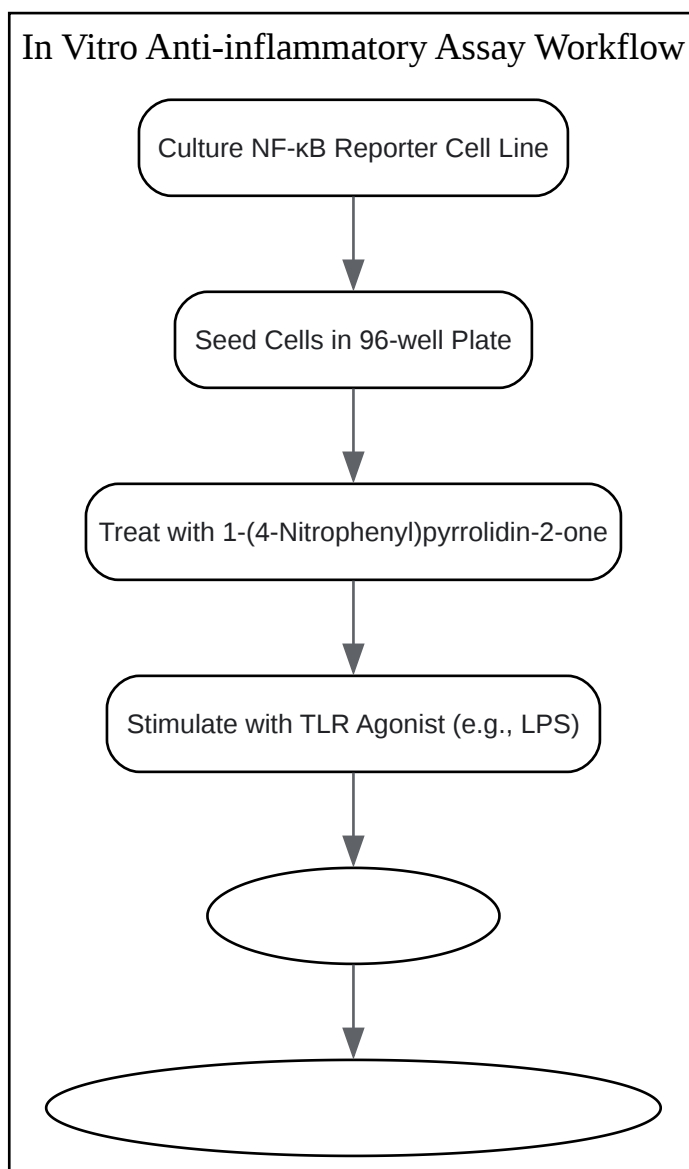 In Vitro Anti-inflammatory Assay Workflow
Culture NF-κB Reporter Cell Line
Seed Cells in 96-well Plate
Treat with 1-(4-Nitrophenyl)pyrrolidin-2-one
Stimulate with TLR Agonist (e.g., LPS)